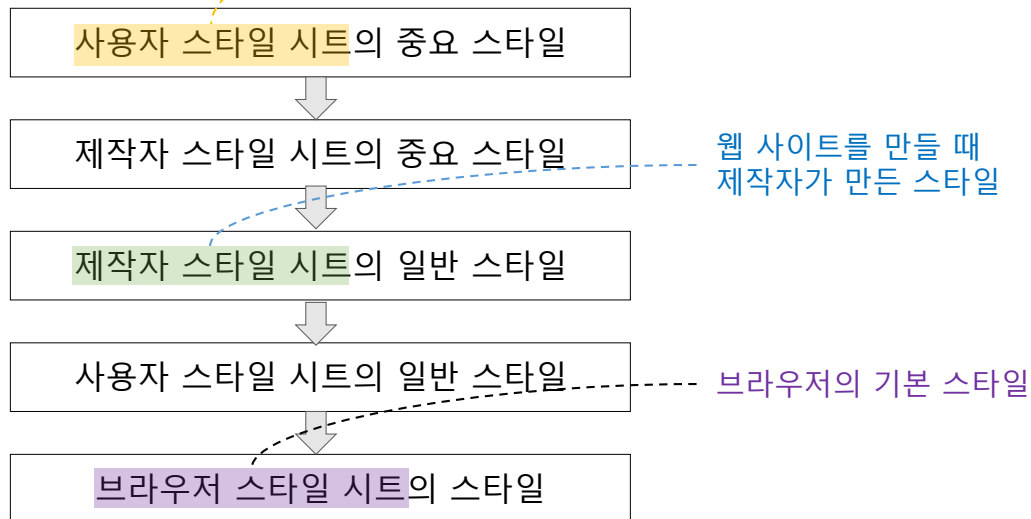 사용자 스타일 시트의 중요 스타일
제작자 스타일 시트의 중요 스타일
웹 사이트를 만들 때
제작자가 만든 스타일
제작자 스타일 시트의 일반 스타일
사용자 스타일 시트의 일반 스타일
브라우저의 기본 스타일
브라우저 스타일 시트의 스타일